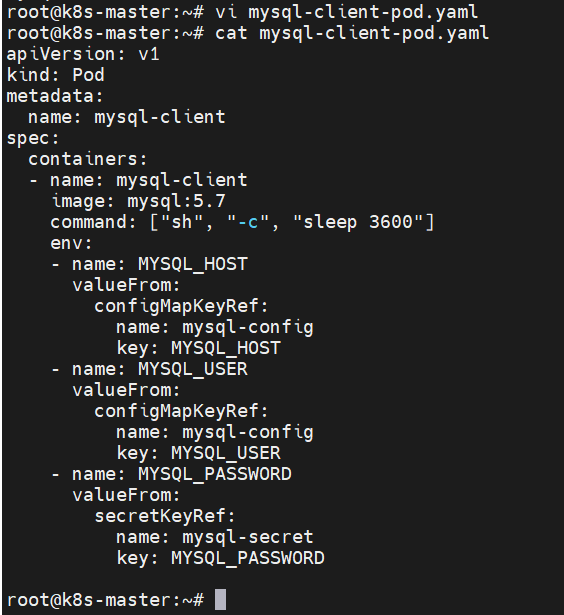 root@k8s-master:~# vi mysql-client-pod.yaml
root@k8s-master:~# cat mysql-client-pod.yaml
apiVersion: v1
kind: Pod
metadata:
  name: mysql-client
spec:
  containers:
  - name: mysql-client
    image: mysql:5.7
    command: ["sh", "-c", "sleep 3600"]
    env:
    - name: MYSQL_HOST
      valueFrom:
        configMapKeyRef:
          name: mysql-config
          key: MYSQL_HOST
    - name: MYSQL_USER
      valueFrom:
        configMapKeyRef:
          name: mysql-config
          key: MYSQL_USER
    - name: MYSQL_PASSWORD
      valueFrom:
        secretKeyRef:
          name: mysql-secret
          key: MYSQL_PASSWORD

root@k8s-master:~#